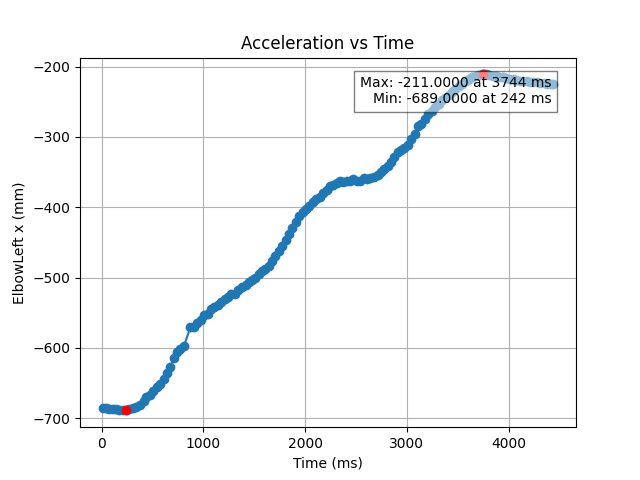 Acceleration vs Time
Max: -211.0000 at 3744 ms
Min: -689.0000 at 242 ms
ElbowLeft x (mm)
−200
−300
−400
−500
−600
−700
0
1000
2000
3000
4000
Time (ms)